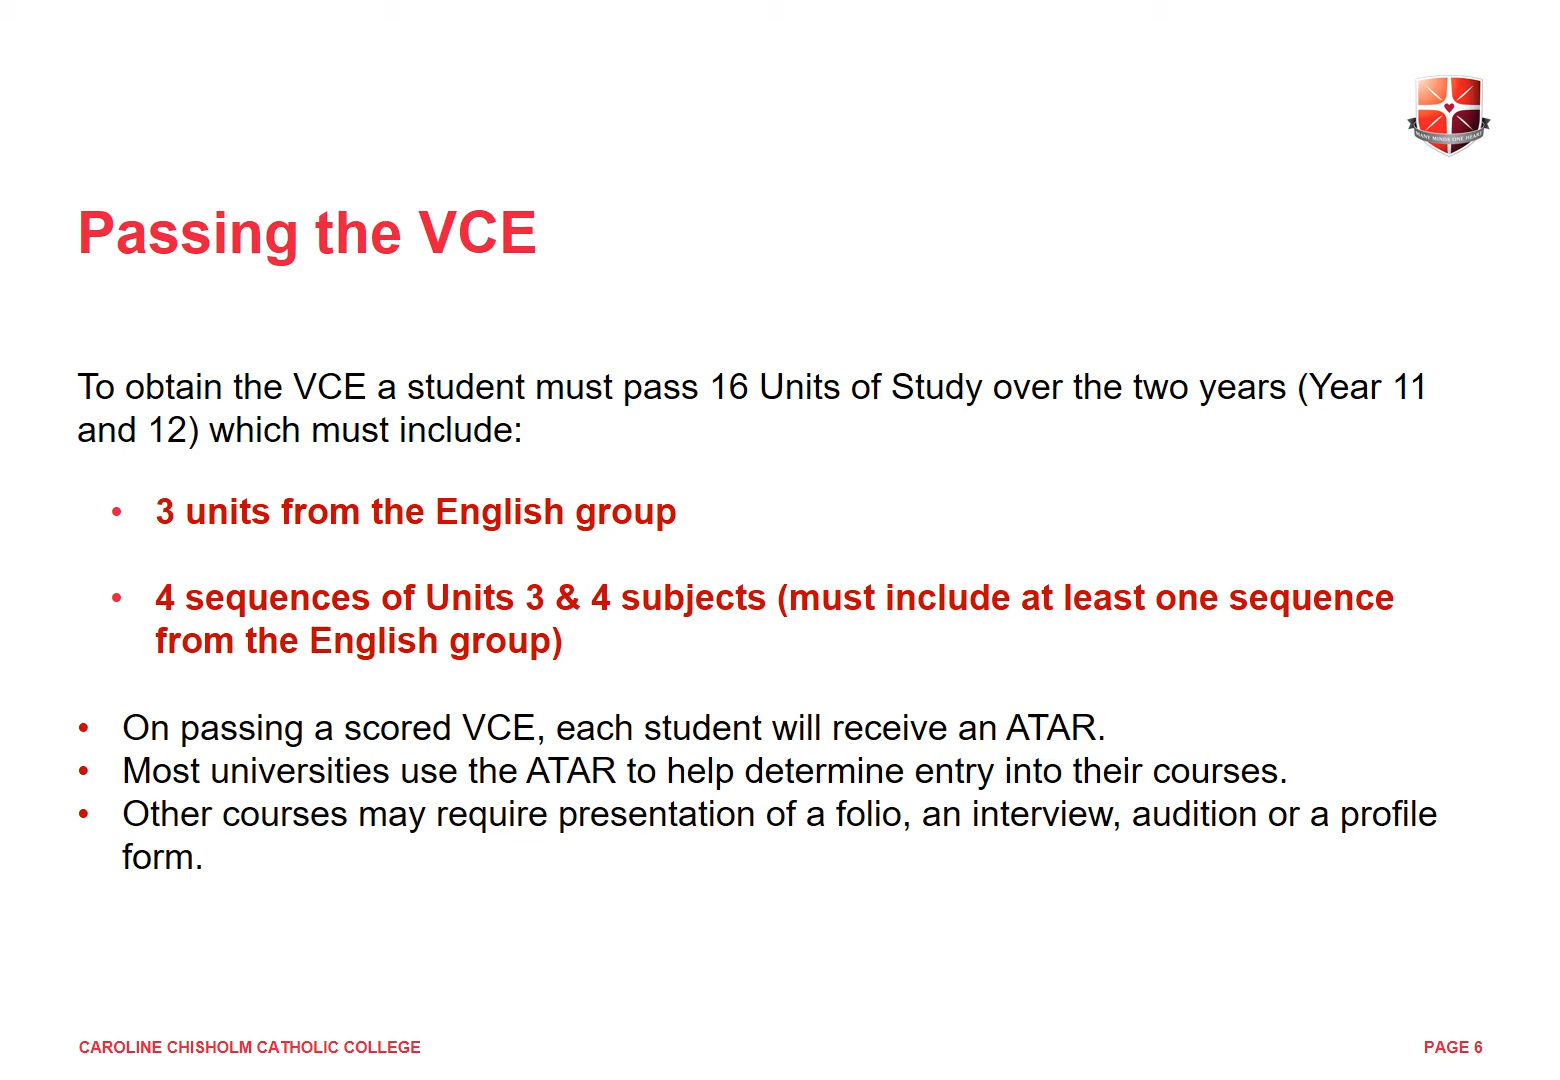 MANY MINDS ONE HEART
Passing the VCE
To obtain the VCE a student must pass 16 Units of Study over the two years (Year 11
and 12) which must include:
• 3 units from the English group
• 4 sequences of Units 3 & 4 subjects (must include at least one sequence
from the English group)
• On passing a scored VCE, each student will receive an ATAR.
• Most universities use the ATAR to help determine entry into their courses.
• Other courses may require presentation of a folio, an interview, audition or a profile
form.
CAROLINE CHISHOLM CATHOLIC COLLEGE
PAGE 6